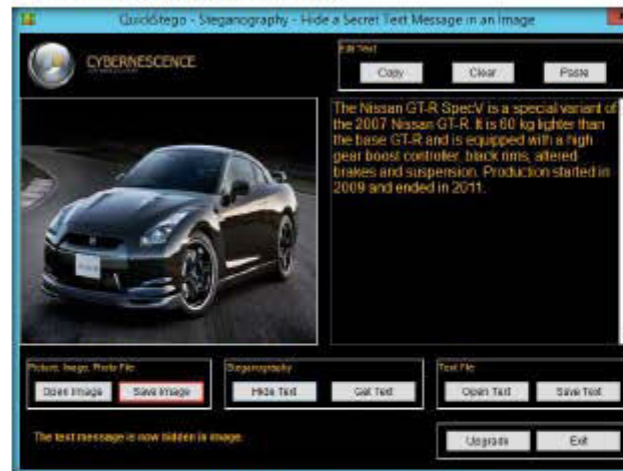 QuickStego - Steganography - Hide a Secret Text Message in an Image
CYBERNESCENCE
Edit Text
Copy
Clear
Paste
The Nissan GT-R SpecV is a special variant of
the 2007 Nissan GT-R. It is 60 kg lighter than
the base GT-R and is equipped with a high
gear boost controller, black rims, altered
brakes and suspension. Production started in
2009 and ended in 2011.
Picture, Image, Photo File
Open Image
Save Image
Steganography
Hide Text
Get Text
Text File
Open Text
Save Text
The text message is now hidden in image.
Upgrade
Exit